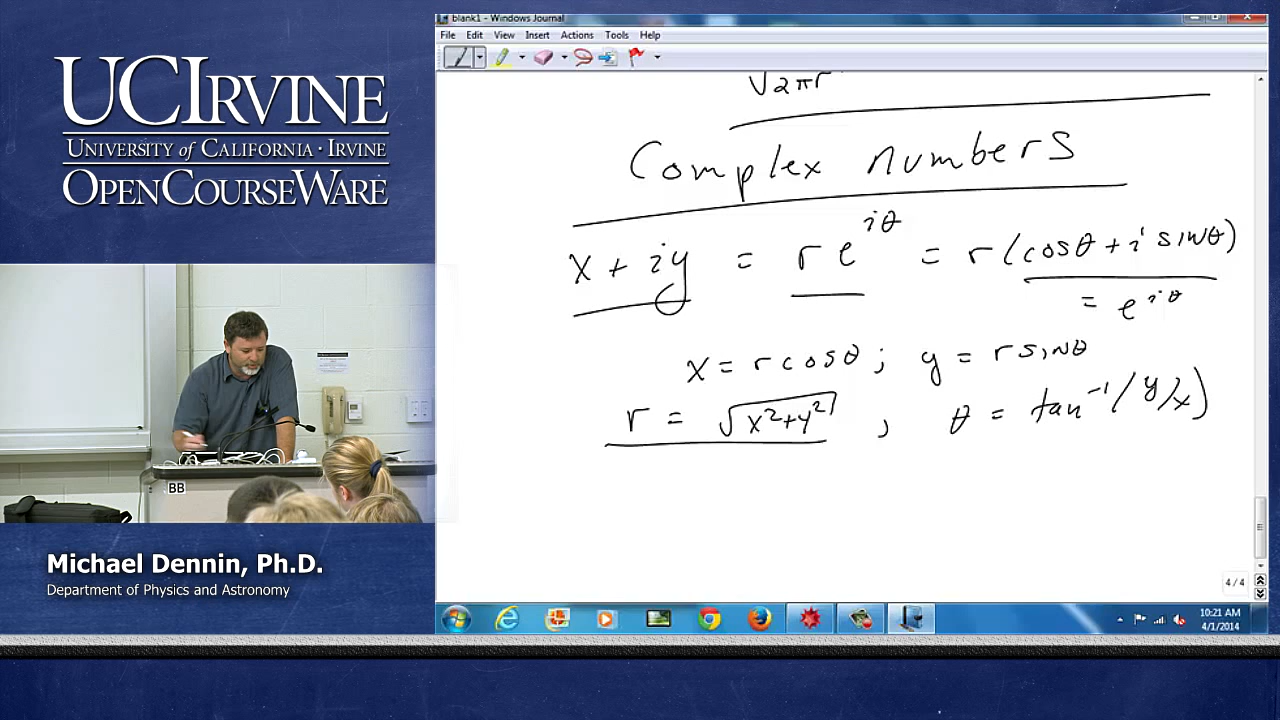 UCIRVINE
UNIVERSITY of CALIFORNIA · IRVINE
OPENCOURSEWARE
BB
Michael Dennin, Ph.D.
Department of Physics and Astronomy
blank1 - Windows Journal
File Edit View Insert Actions Tools Help
√2πr
Complex numbers
x + iy = re^{iθ} = r(cosθ + i sinθ)
= e^{iθ}
x = r cosθ ; y = r sinθ
r = √x²+y² , θ = tan⁻¹(y/x)
4 / 4
10:21 AM
4/1/2014